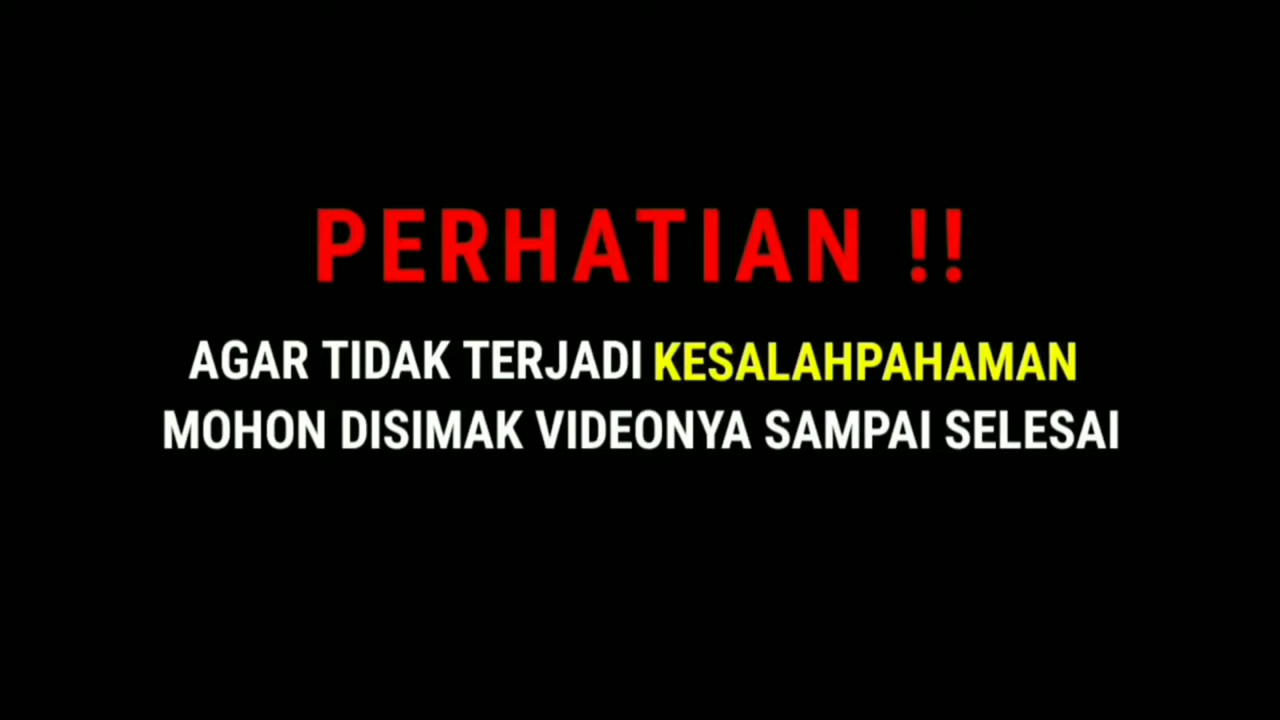 PERHATIAN !!
AGAR TIDAK TERJADI KESALAHPAHAMAN
MOHON DISIMAK VIDEONYA SAMPAI SELESAI